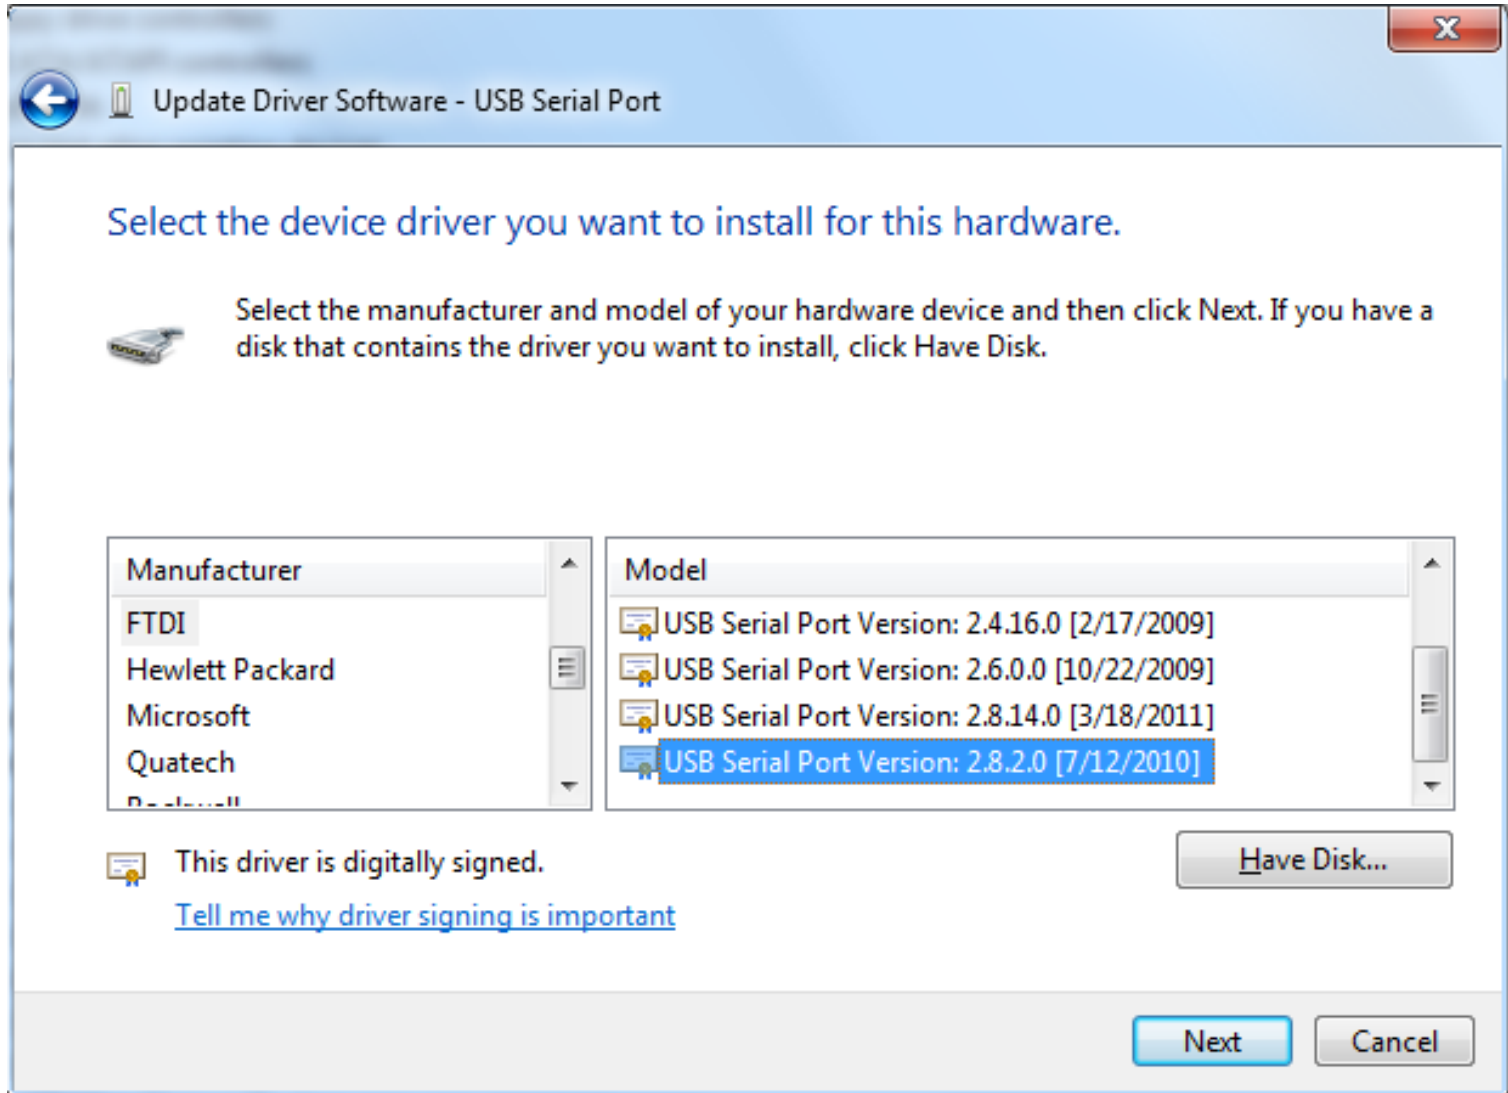 Update Driver Software - USB Serial Port
Select the device driver you want to install for this hardware.
Select the manufacturer and model of your hardware device and then click Next. If you have a
disk that contains the driver you want to install, click Have Disk.
Manufacturer
FTDI
Hewlett Packard
Microsoft
Quatech
Model
USB Serial Port Version: 2.4.16.0 [2/17/2009]
USB Serial Port Version: 2.6.0.0 [10/22/2009]
USB Serial Port Version: 2.8.14.0 [3/18/2011]
USB Serial Port Version: 2.8.2.0 [7/12/2010]
This driver is digitally signed.
Have Disk...
Tell me why driver signing is important
Next
Cancel